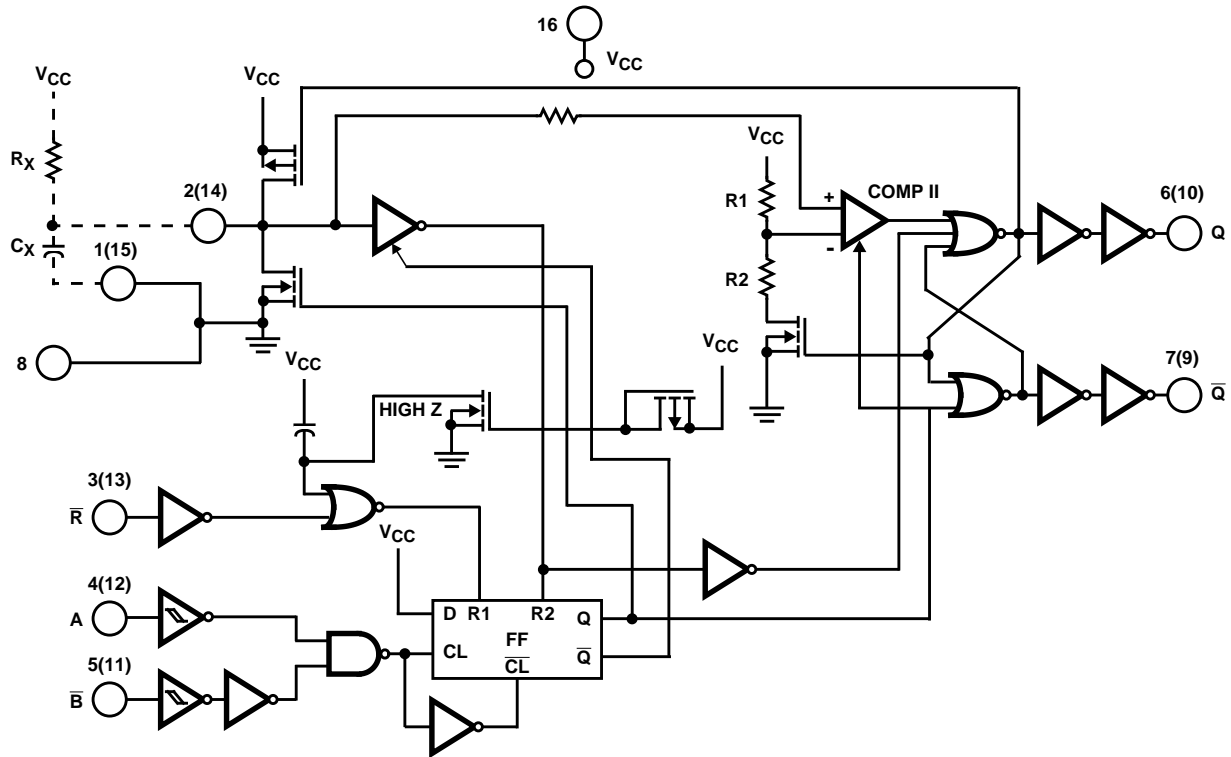 16
VCC
VCC
VCC
RX
2(14)
CX
1(15)
8
VCC
R1
+
COMP II
-
R2
6(10)
Q
7(9)
Q̅
VCC
VCC
HIGH Z
3(13)
R̅
VCC
4(12)
A
5(11)
B̅
D R1 R2 Q
FF
CL C̅L̅ Q̅